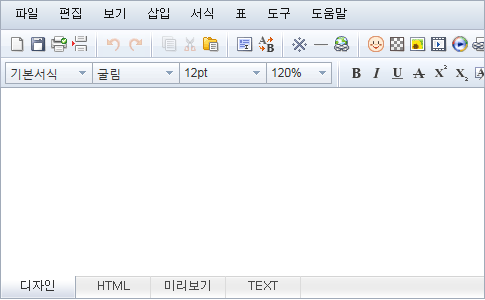 파일 편집 보기 삽입 서식 표 도구 도움말
기본서식 굴림 12pt 120% B I U A X² X₂
디자인 HTML 미리보기 TEXT